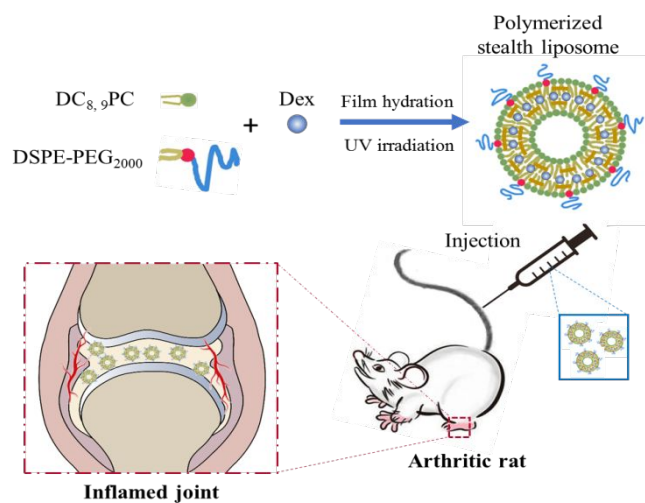 Polymerized
stealth liposome
DC8, 9PC
Dex
Film hydration
+
DSPE-PEG2000
UV irradiation
Injection
Arthritic rat
Inflamed joint